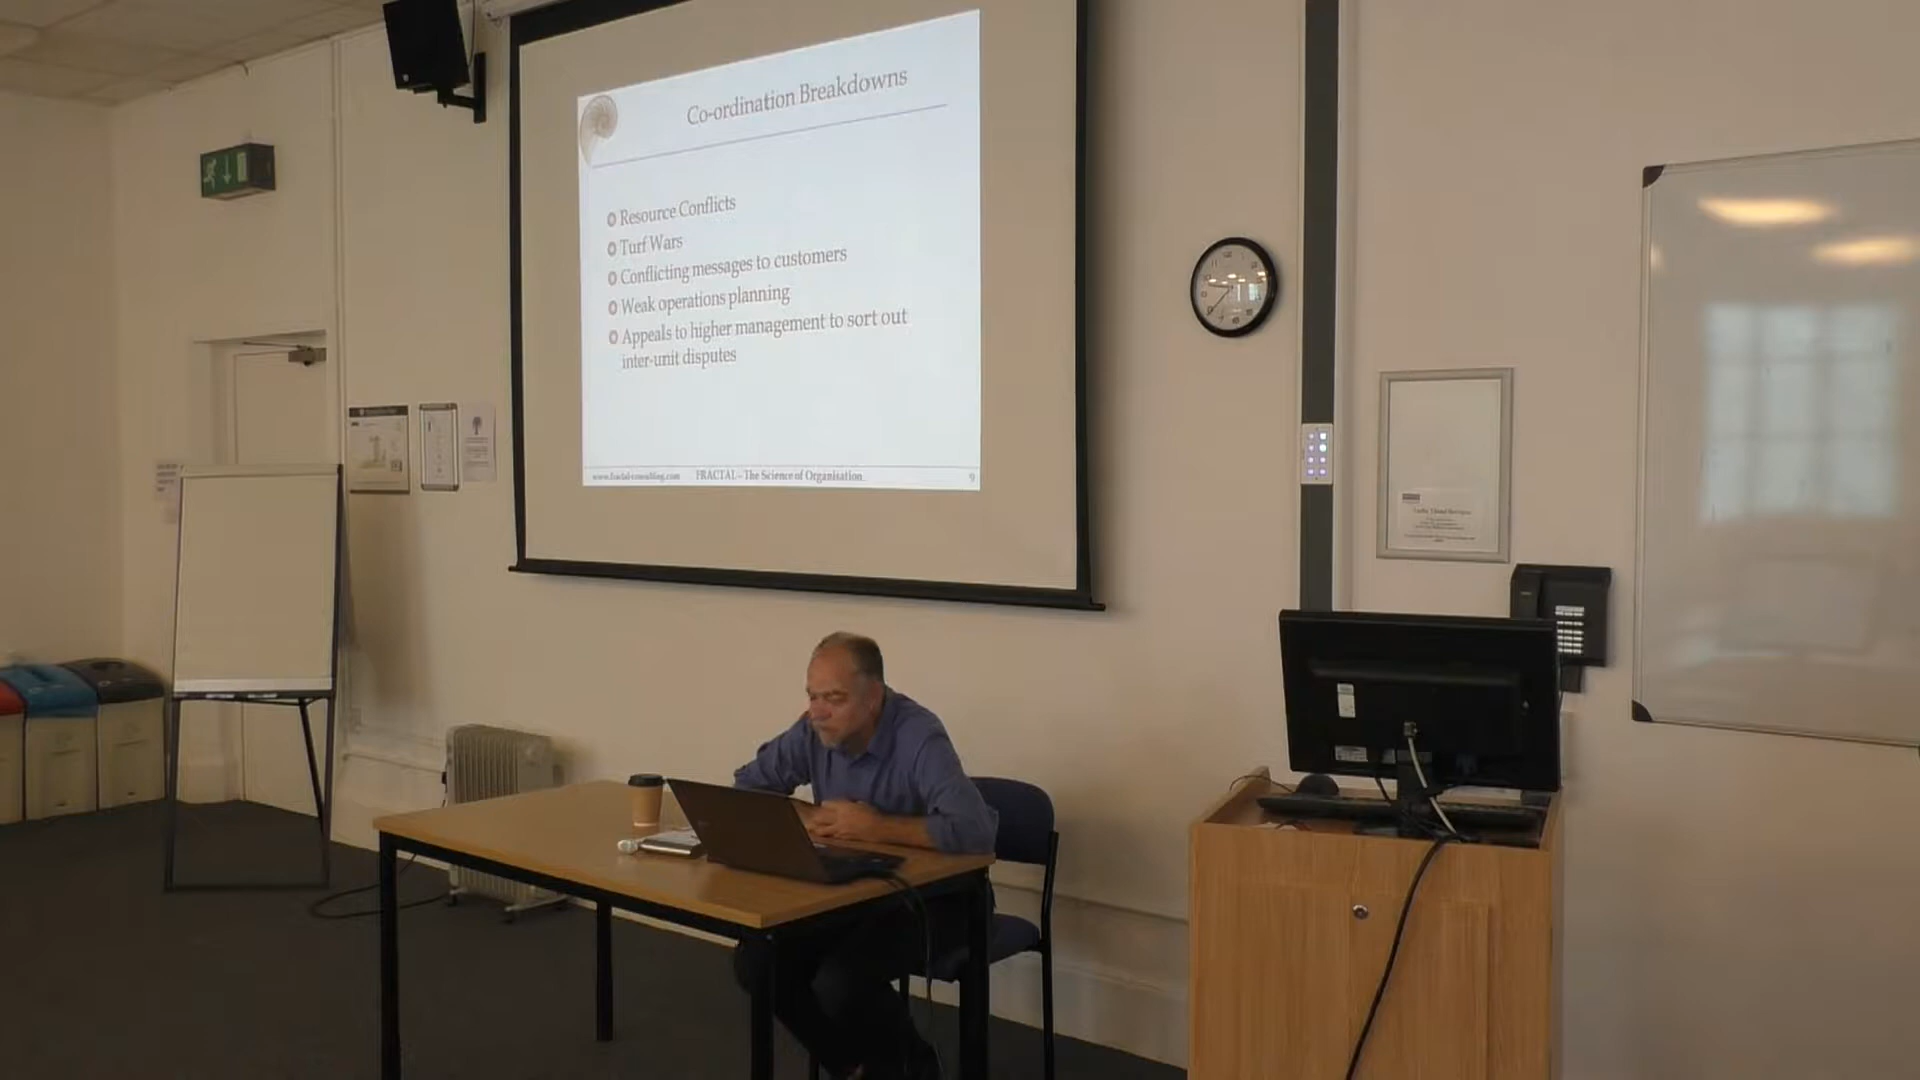 Co-ordination Breakdowns
Resource Conflicts
Turf Wars
Conflicting messages to customers
Weak operations planning
Appeals to higher management to sort out
inter-unit disputes
www.fractal-consulting.com FRACTAL – The Science of Organisation 9